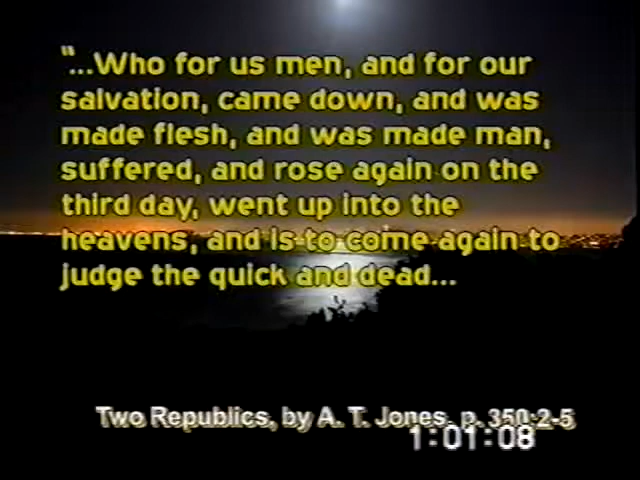 "...Who for us men, and for our
salvation, came down, and was
made flesh, and was made man,
suffered, and rose again on the
third day, went up into the
heavens, and is to come again to
judge the quick and dead...
Two Republics, by A. T. Jones, p. 350:2-5
1:01:08